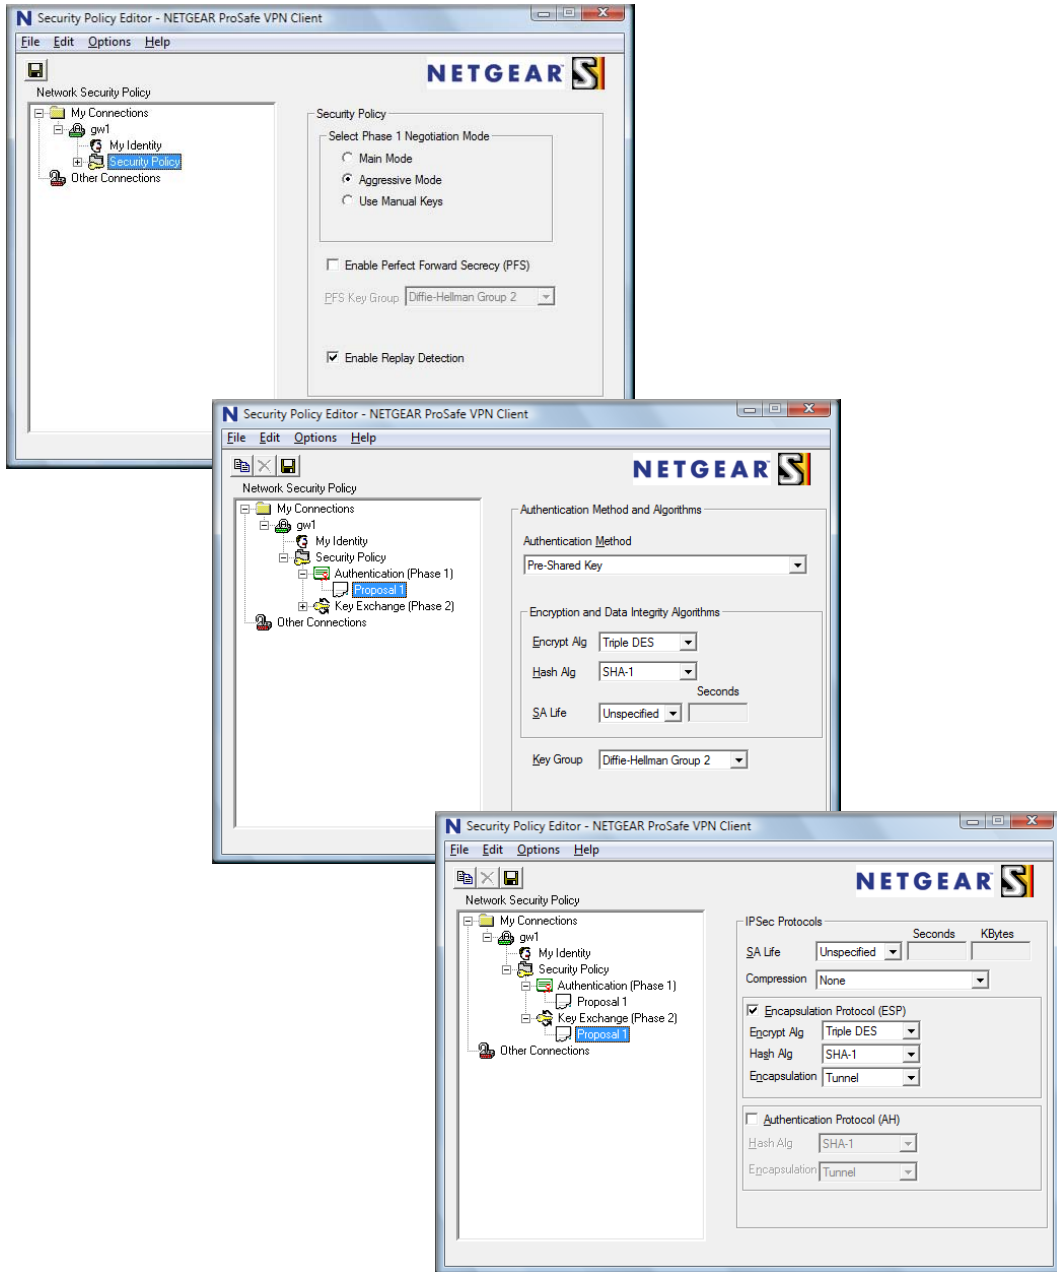 Security Policy Editor - NETGEAR ProSafe VPN Client
File Edit Options Help
NETGEAR
Network Security Policy
My Connections
gw1
My Identity
Security Policy
Other Connections
Security Policy
Select Phase 1 Negotiation Mode
Main Mode
Aggressive Mode
Use Manual Keys
Enable Perfect Forward Secrecy (PFS)
PFS Key Group Diffie-Hellman Group 2
Enable Replay Detection
Security Policy Editor - NETGEAR ProSafe VPN Client
File Edit Options Help
NETGEAR
Network Security Policy
My Connections
gw1
My Identity
Security Policy
Authentication (Phase 1)
Proposal 1
Key Exchange (Phase 2)
Other Connections
Authentication Method and Algorithms
Authentication Method
Pre-Shared Key
Encryption and Data Integrity Algorithms
Encrypt Alg Triple DES
Hash Alg SHA-1
Seconds
SA Life Unspecified
Key Group Diffie-Hellman Group 2
Security Policy Editor - NETGEAR ProSafe VPN Client
File Edit Options Help
NETGEAR
Network Security Policy
My Connections
gw1
My Identity
Security Policy
Authentication (Phase 1)
Proposal 1
Key Exchange (Phase 2)
Proposal 1
Other Connections
IPSec Protocols
Seconds KBytes
SA Life Unspecified
Compression None
Encapsulation Protocol (ESP)
Encrypt Alg Triple DES
Hash Alg SHA-1
Encapsulation Tunnel
Authentication Protocol (AH)
Hash Alg SHA-1
Encapsulation Tunnel